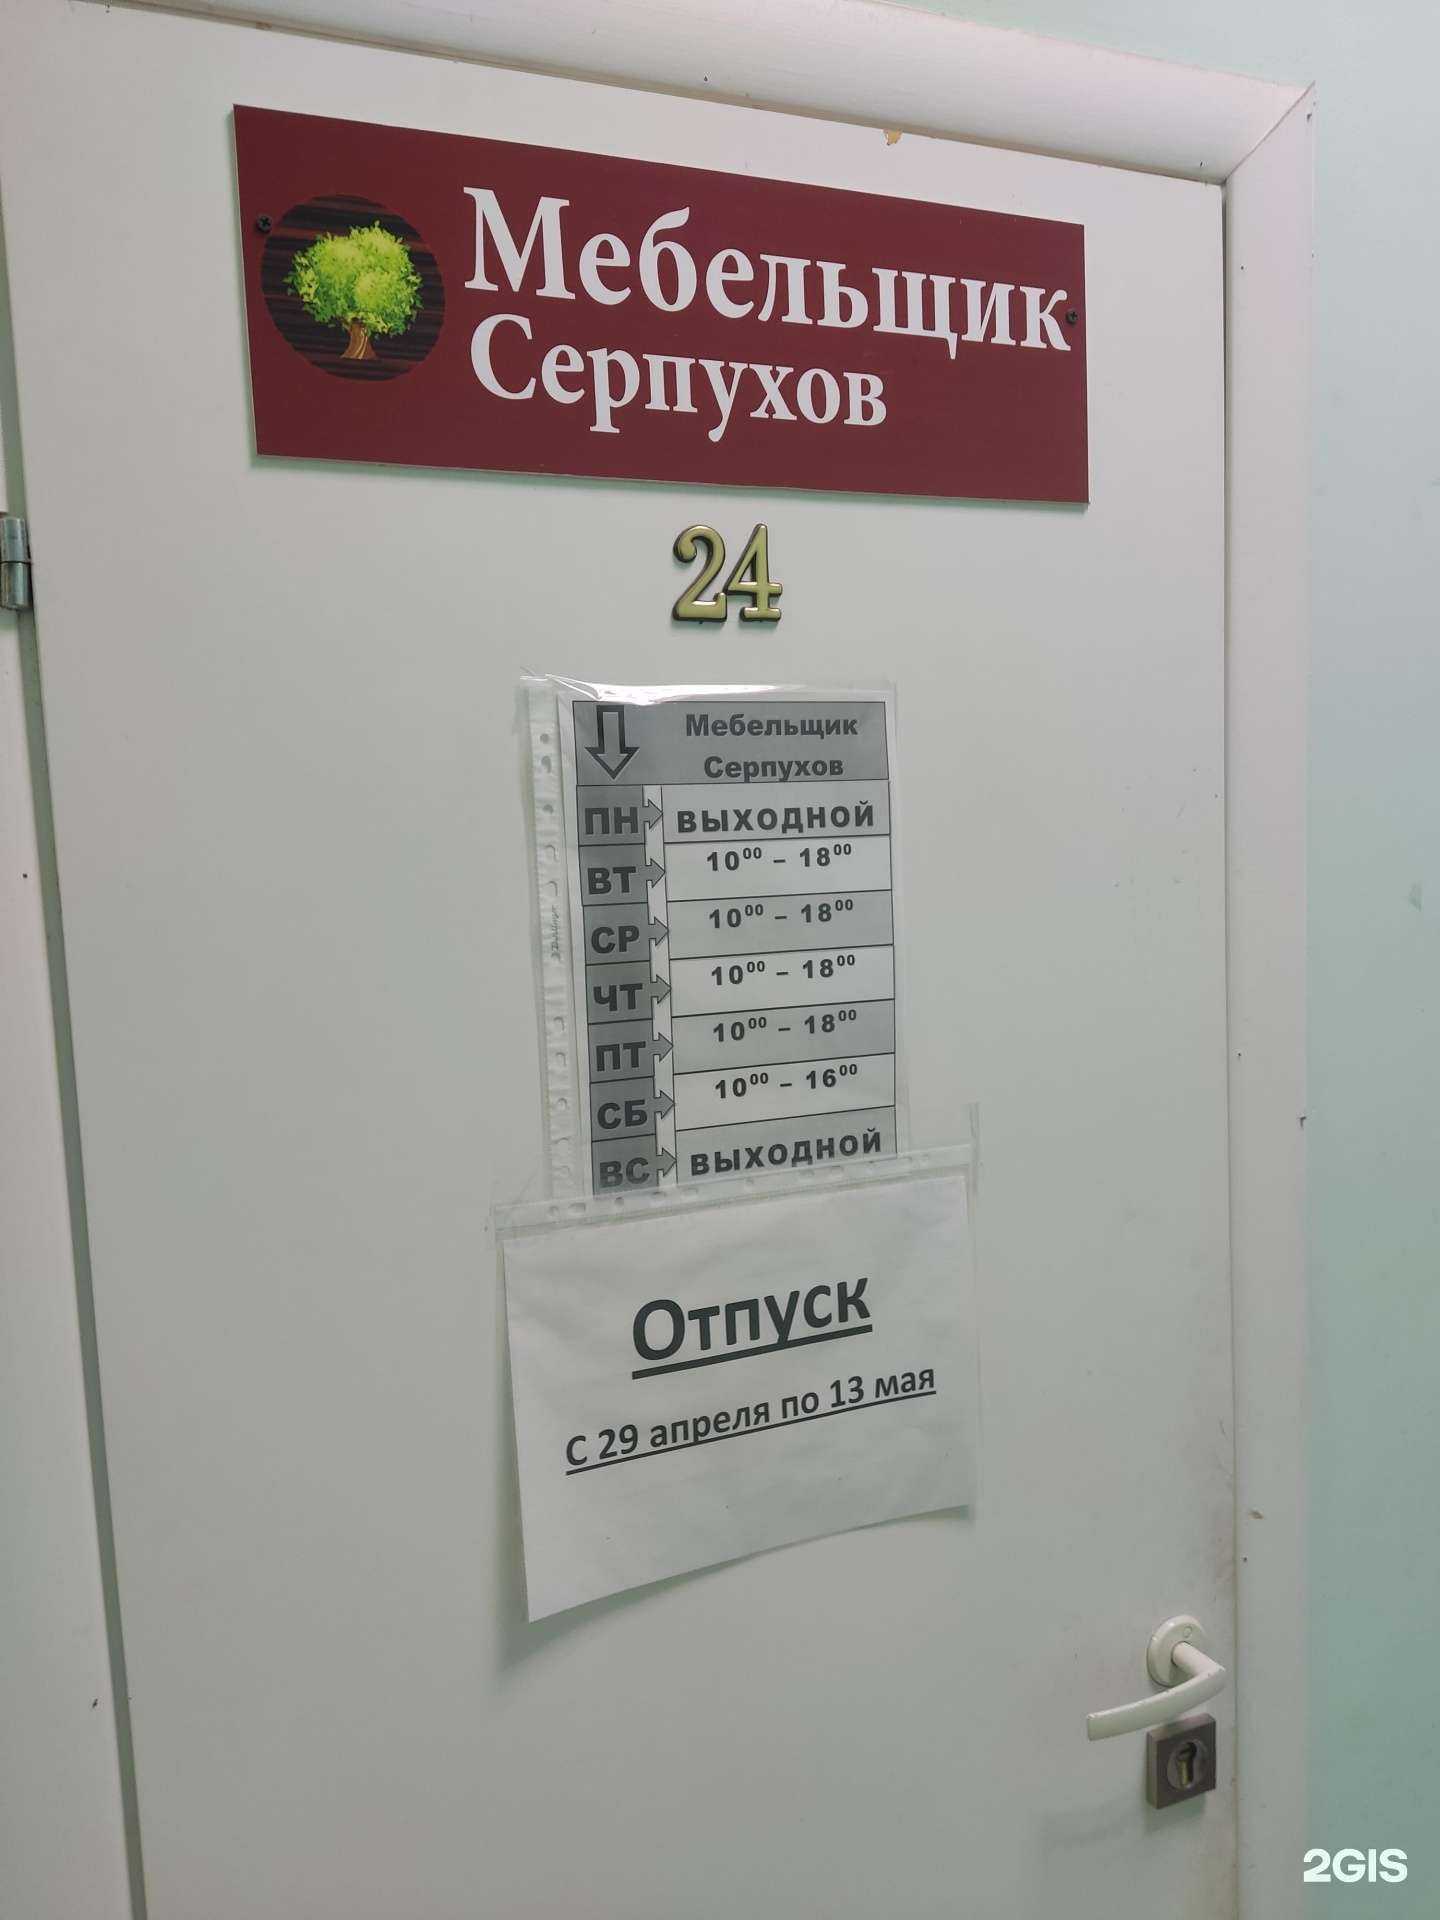 Мебельщик
Серпухов
24
Мебельщик
Серпухов
ПН ВЫХОДНОЙ
ВТ 10⁰⁰ – 18⁰⁰
СР 10⁰⁰ – 18⁰⁰
ЧТ 10⁰⁰ – 18⁰⁰
ПТ 10⁰⁰ – 18⁰⁰
СБ 10⁰⁰ – 16⁰⁰
ВС ВЫХОДНОЙ
Отпуск
С 29 апреля по 13 мая
2GIS